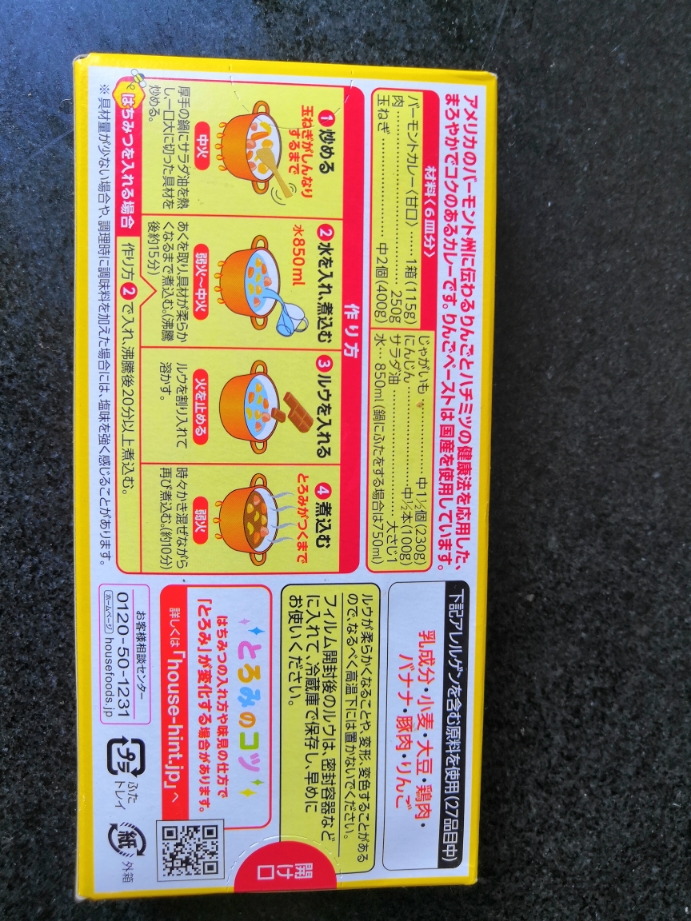 アメリカのバーモント州に伝わるりんごとハチミツの健康法を応用した、
まろやかでコクのあるカレーです。りんごペーストは国産を使用しています。
材料〈6皿分〉
バーモントカレー〈甘口〉…… 1箱(115g)
肉 …………………………… 250g
玉ねぎ ………………… 中2個(400g)
じゃがいも ……………… 中1½個(230g)
にんじん ……………… 中½本(100g)
サラダ油 ……………………… 大さじ1
水… 850ml(鍋にふたをする場合は750ml)
作り方
1 炒める
玉ねぎがしんなり
するまで
中火
厚手の鍋にサラダ油を熱
し、一口大に切った具材を
炒める。
2 水を入れ、煮込む
水850ml
弱火〜中火
あくを取り、具材が柔らか
くなるまで煮込む。(沸騰
後約15分)
3 ルウを入れる
火を止める
ルウを割り入れて
溶かす。
4 煮込む
とろみがつくまで
弱火
時々かき混ぜながら
再び煮込む。(約10分)
はちみつを入れる場合 作り方2で入れ、沸騰後20分以上煮込む。
※具材量が少ない場合や、調理時に調味料を加えた場合には、塩味を強く感じることがあります。
下記アレルゲンを含む原料を使用(27品目中)
乳成分・小麦・大豆・鶏肉・
バナナ・豚肉・りんご
ルウが柔らかくなることや、変形、変色することがある
ので、なるべく高温下には置かないでください。
フィルム開封後のルウは、密封容器など
に入れて、冷蔵庫で保存し、早めに
お使いください。
とろみのコツ
はちみつの入れ方や味見の仕方で
「とろみ」が変化する場合があります。
詳しくは「house-hint.jp」へ
お客様相談センター
0120-50-1231
ホームページ housefoods.jp
プラ
ふた
トレイ
紙
外箱
開け口